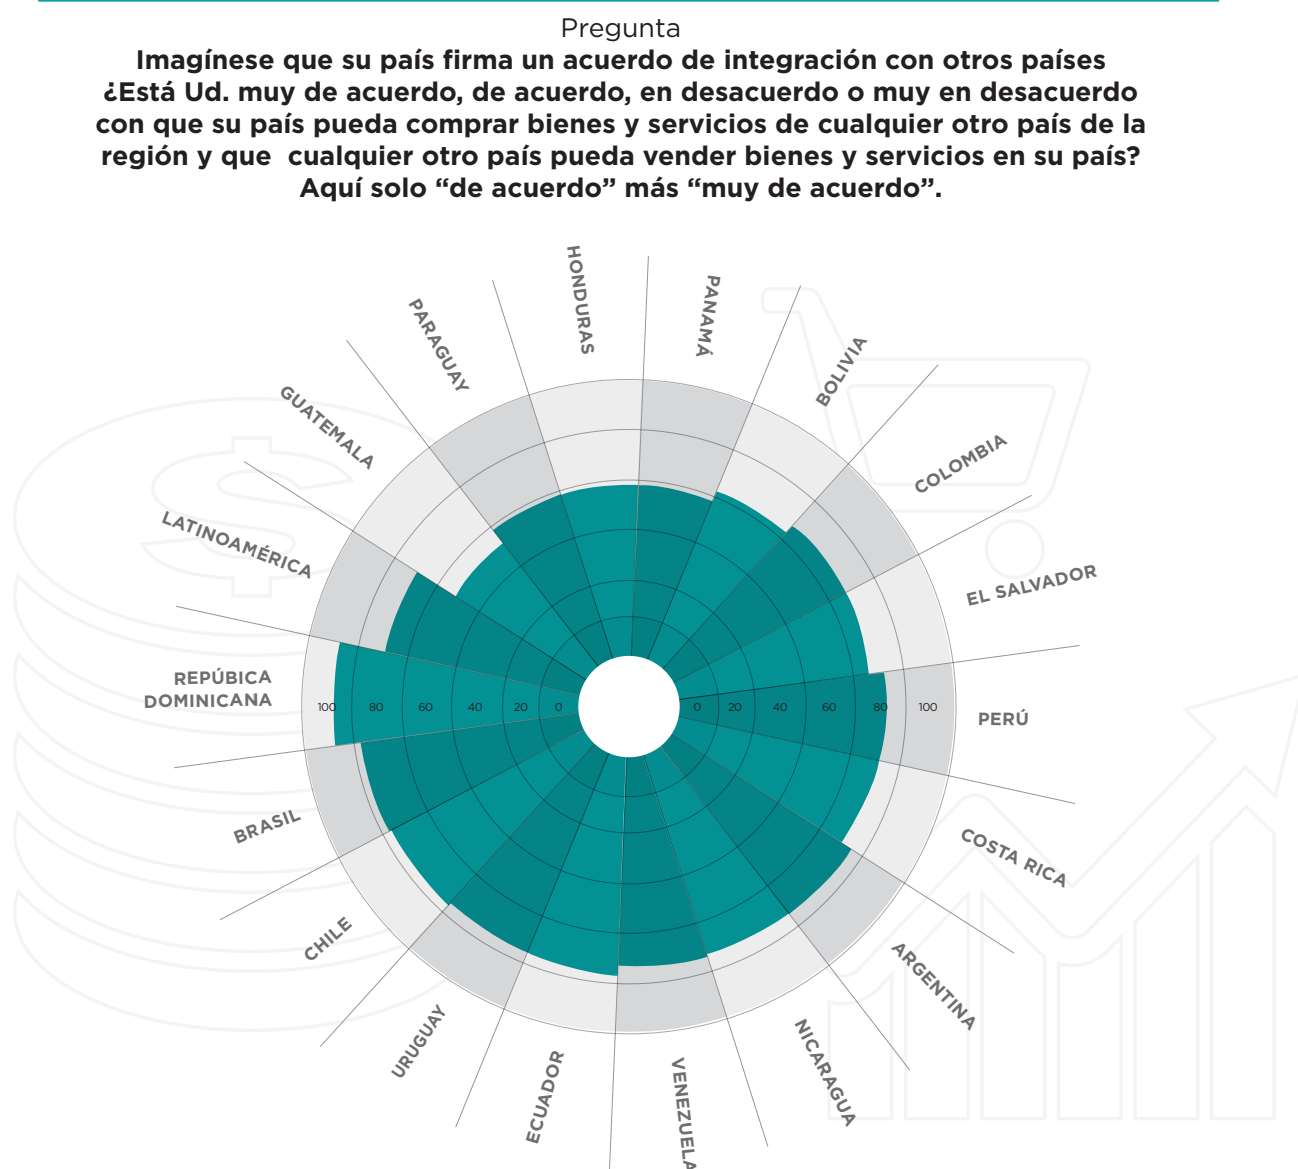 Pregunta
Imagínese que su país firma un acuerdo de integración con otros países
¿Está Ud. muy de acuerdo, de acuerdo, en desacuerdo o muy en desacuerdo
con que su país pueda comprar bienes y servicios de cualquier otro país de la
región y que cualquier otro país pueda vender bienes y servicios en su país?
Aquí solo “de acuerdo” más “muy de acuerdo”.
HONDURAS
PANAMÁ
PARAGUAY
BOLIVIA
GUATEMALA
COLOMBIA
LATINOAMÉRICA
EL SALVADOR
REPÚBICA
DOMINICANA
100 80 60 40 20 0
0 20 40 60 80 100
PERÚ
BRASIL
COSTA RICA
CHILE
ARGENTINA
URUGUAY
NICARAGUA
ECUADOR
VENEZUELA
$